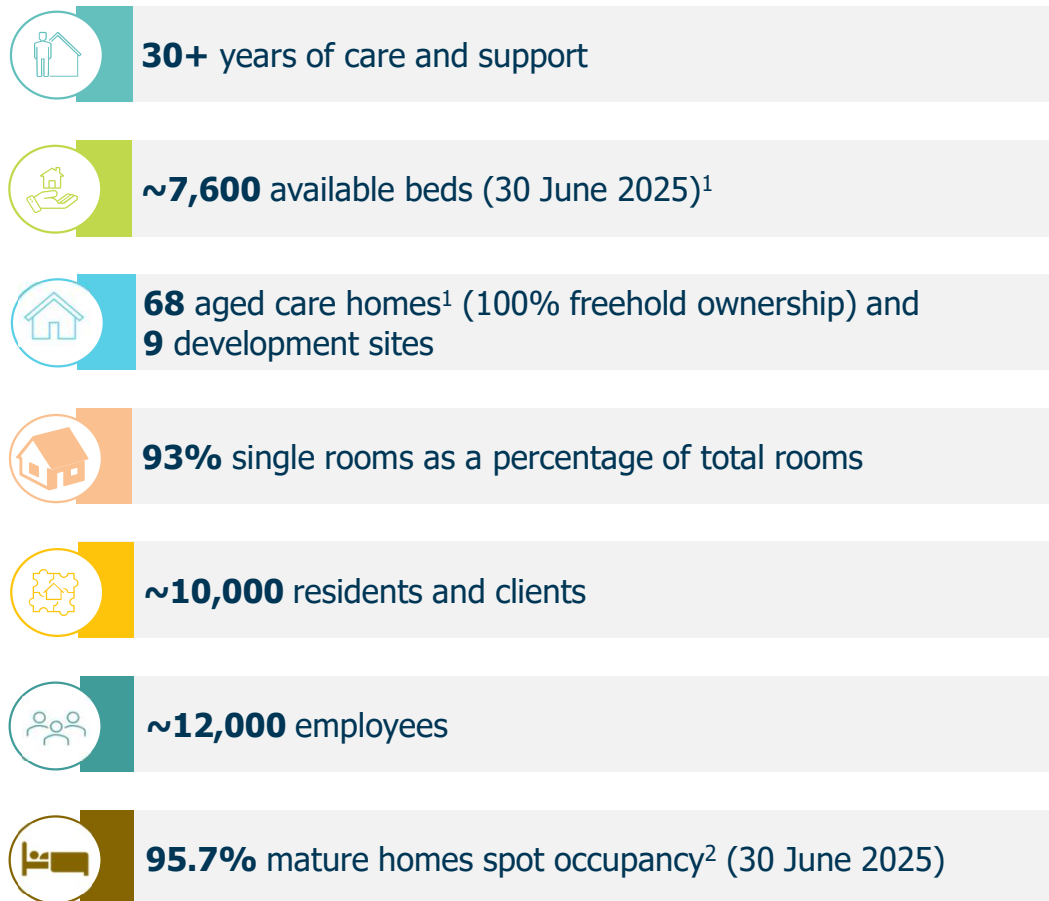 30+ years of care and support
~7,600 available beds (30 June 2025)¹
68 aged care homes¹ (100% freehold ownership) and
9 development sites
93% single rooms as a percentage of total rooms
~10,000 residents and clients
~12,000 employees
95.7% mature homes spot occupancy² (30 June 2025)